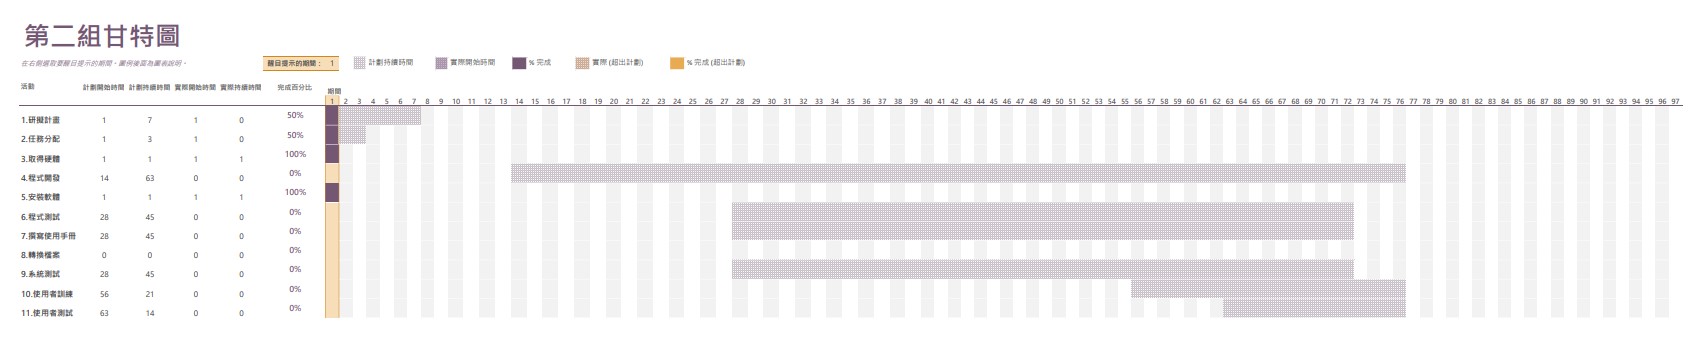 第二組甘特圖
在右側選取要醒目提示的期間。圖例後面為圖表說明。
醒目提示的期間： 1 計劃持續時間 實際開始時間 % 完成 實際 (超出計劃) % 完成 (超出計劃)
活動 計劃開始時間 計劃持續時間 實際開始時間 實際持續時間 完成百分比 期間
1 2 3 4 5 6 7 8 9 10 11 12 13 14 15 16 17 18 19 20 21 22 23 24 25 26 27 28 29 30 31 32 33 34 35 36 37 38 39 40 41 42 43 44 45 46 47 48 49 50 51 52 53 54 55 56 57 58 59 60 61 62 63 64 65 66 67 68 69 70 71 72 73 74 75 76 77 78 79 80 81 82 83 84 85 86 87 88 89 90 91 92 93 94 95 96 97
1.研擬計畫 1 7 1 0 50%
2.任務分配 1 3 1 0 50%
3.取得硬體 1 1 1 1 100%
4.程式開發 14 63 0 0 0%
5.安裝軟體 1 1 1 1 100%
6.程式測試 28 45 0 0 0%
7.撰寫使用手冊 28 45 0 0 0%
8.轉換檔案 0 0 0 0 0%
9.系統測試 28 45 0 0 0%
10.使用者訓練 56 21 0 0 0%
11.使用者測試 63 14 0 0 0%